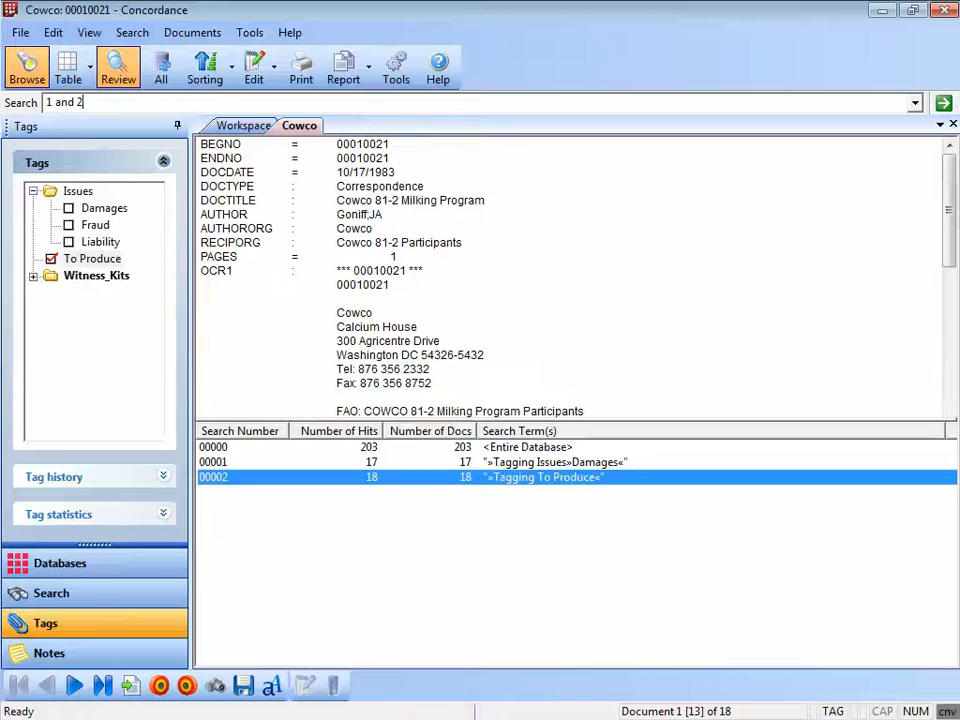 Cowco: 00010021 - Concordance
File Edit View Search Documents Tools Help
Browse Table Review All Sorting Edit Print Report Tools Help
Search 1 and 2
Tags
Workspace Cowco
Tags
Issues
Damages
Fraud
Liability
To Produce
Witness_Kits
Tag history
Tag statistics
Databases
Search
Tags
Notes
BEGNO = 00010021
ENDNO = 00010021
DOCDATE = 10/17/1983
DOCTYPE : Correspondence
DOCTITLE : Cowco 81-2 Milking Program
AUTHOR : Goniff;JA
AUTHORORG : Cowco
RECIPORG : Cowco 81-2 Participants
PAGES = 1
OCR1 : *** 00010021 ***
00010021
Cowco
Calcium House
300 Agricentre Drive
Washington DC 54326-5432
Tel: 876 356 2332
Fax: 876 356 8752
FAO: COWCO 81-2 Milking Program Participants
Search Number Number of Hits Number of Docs Search Term(s)
00000 203 203 <Entire Database>
00001 17 17 "»Tagging Issues»Damages«"
00002 18 18 "»Tagging To Produce«"
Ready Document 1 [13] of 18 TAG CAP NUM cnv